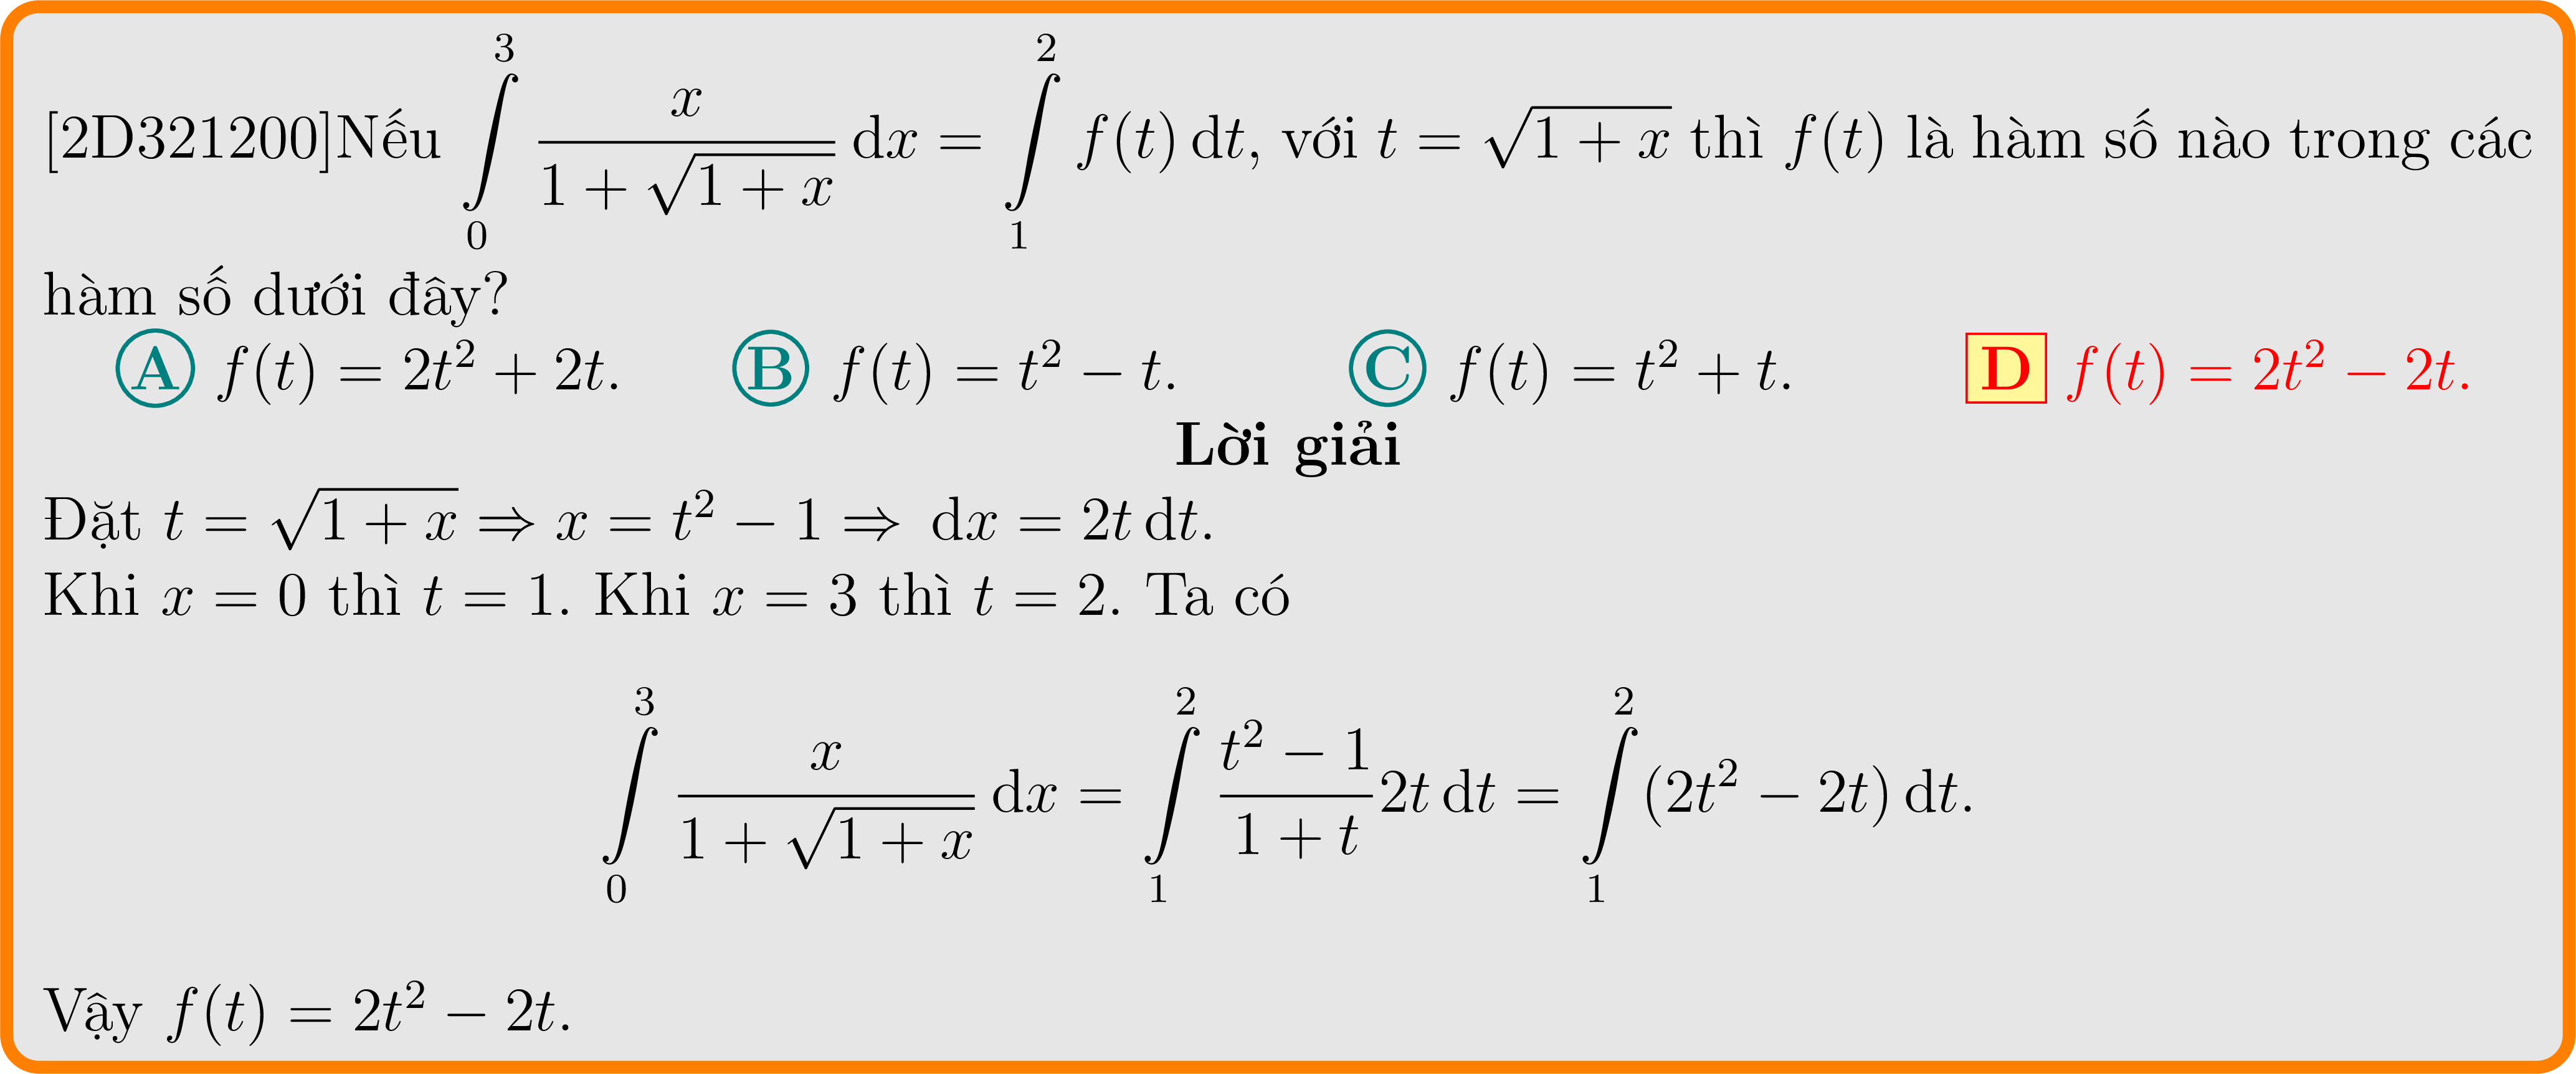 [2D321200]Nếu $\int\limits_0^3 \frac{x}{1+\sqrt{1+x}}\,\mathrm{d}x = \int\limits_1^2 f(t)\,\mathrm{d}t$, với $t = \sqrt{1+x}$ thì $f(t)$ là hàm số nào trong các
hàm số dưới đây?
A $f(t) = 2t^2 + 2t.$ B $f(t) = t^2 - t.$ C $f(t) = t^2 + t.$ D $f(t) = 2t^2 - 2t.$
Lời giải
Đặt $t = \sqrt{1+x} \Rightarrow x = t^2 - 1 \Rightarrow \mathrm{d}x = 2t\,\mathrm{d}t.$
Khi $x = 0$ thì $t = 1$. Khi $x = 3$ thì $t = 2$. Ta có
$\int\limits_0^3 \frac{x}{1+\sqrt{1+x}}\,\mathrm{d}x = \int\limits_1^2 \frac{t^2-1}{1+t}2t\,\mathrm{d}t = \int\limits_1^2 (2t^2 - 2t)\,\mathrm{d}t.$
Vậy $f(t) = 2t^2 - 2t.$